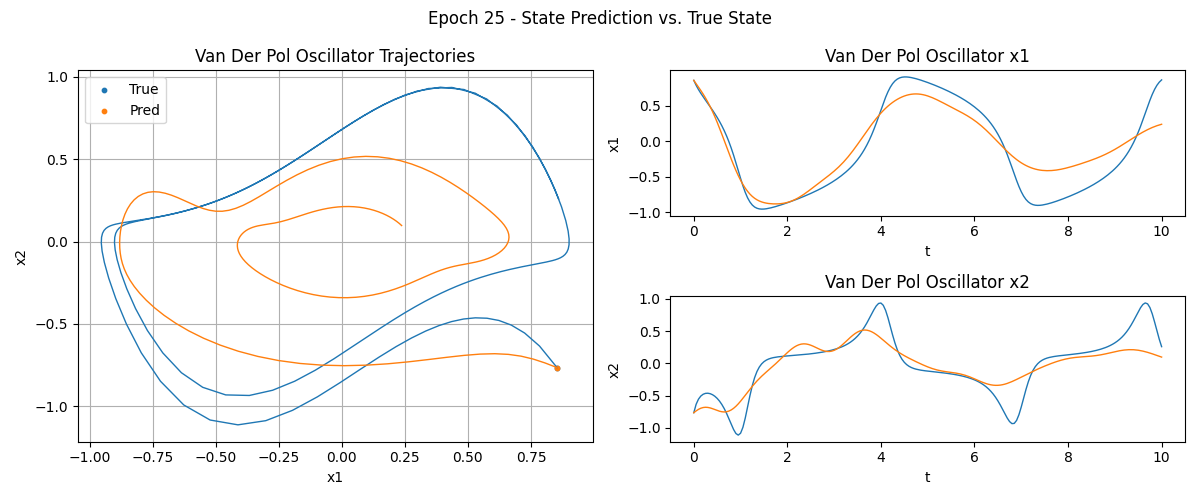 Epoch 25 - State Prediction vs. True State
Van Der Pol Oscillator Trajectories
True
Pred
1.0
0.5
0.0
−0.5
−1.0
x2
−1.00 −0.75 −0.50 −0.25 0.00 0.25 0.50 0.75
x1
Van Der Pol Oscillator x1
0.5
0.0
−0.5
−1.0
x1
0 2 4 6 8 10
t
Van Der Pol Oscillator x2
1.0
0.5
0.0
−0.5
−1.0
x2
0 2 4 6 8 10
t